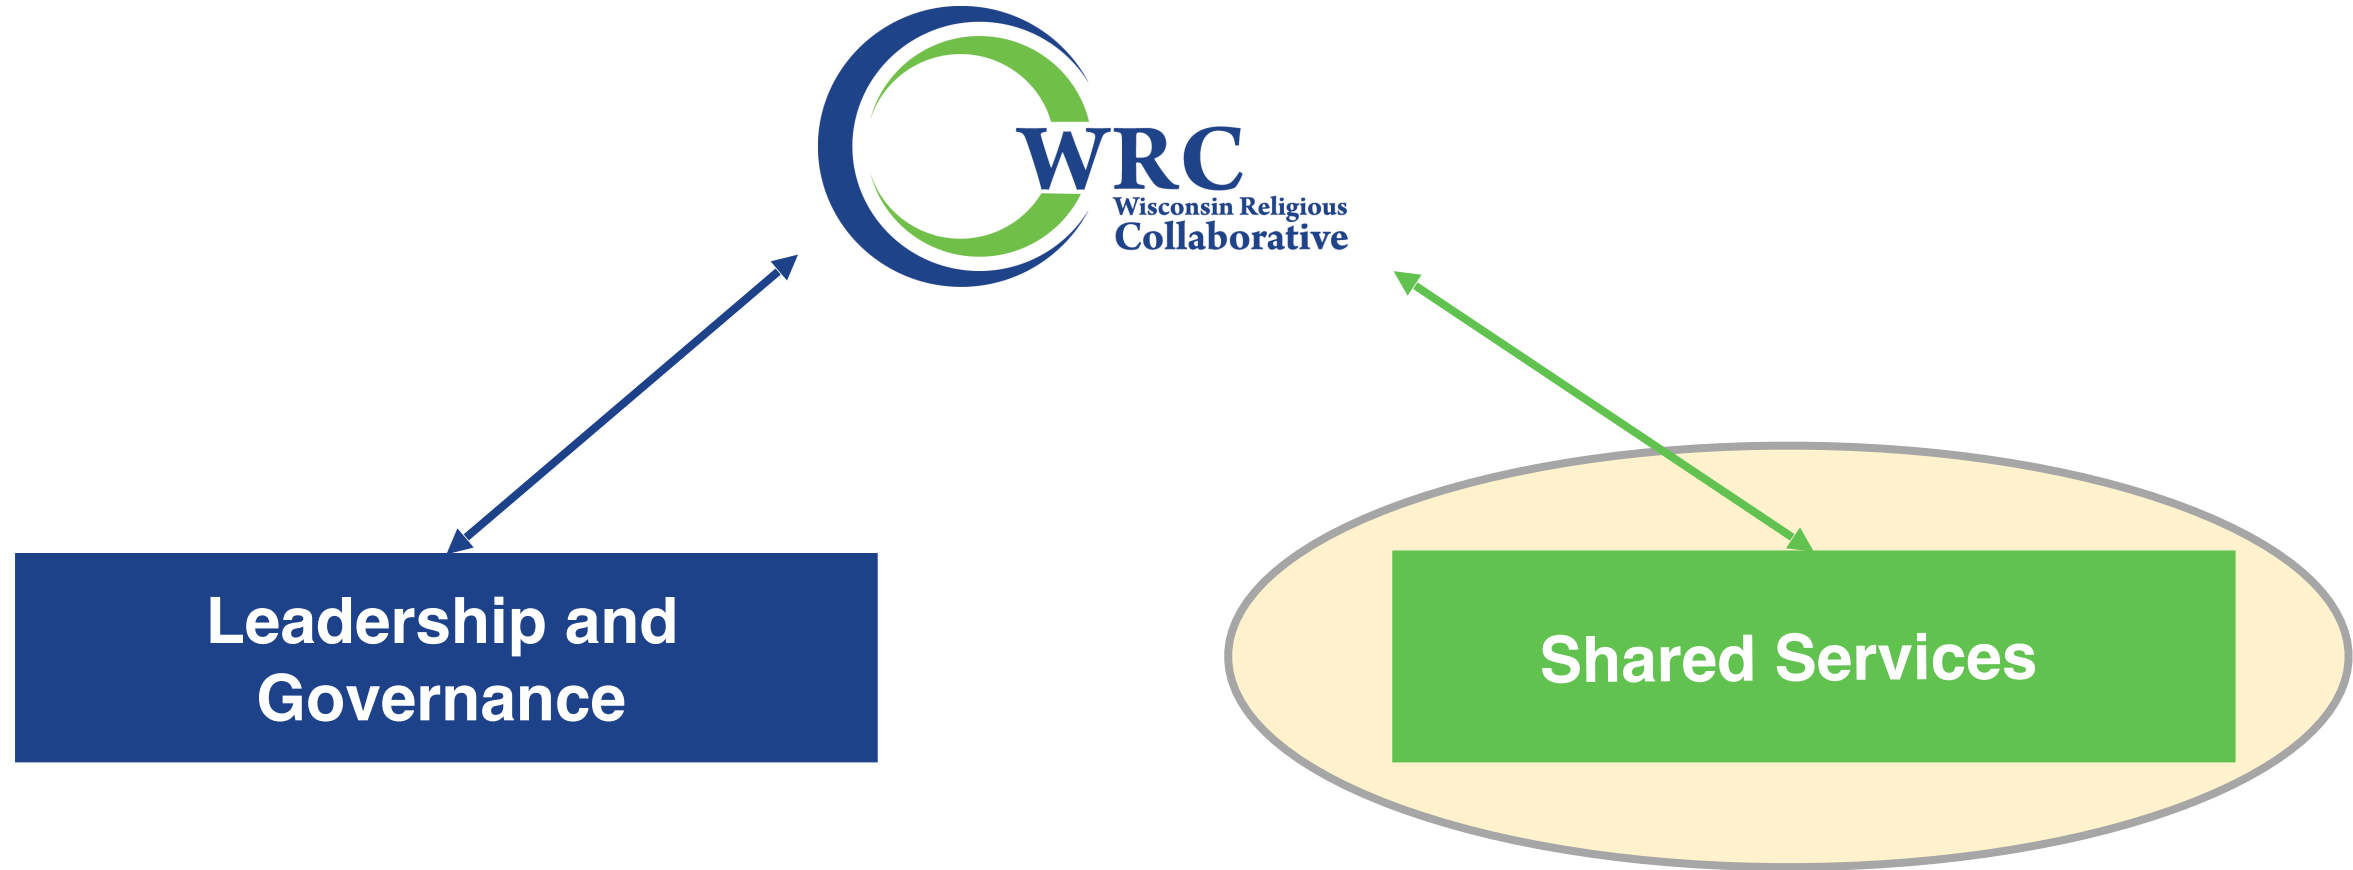 WRC
Wisconsin Religious
Collaborative
Leadership and
Governance
Shared Services